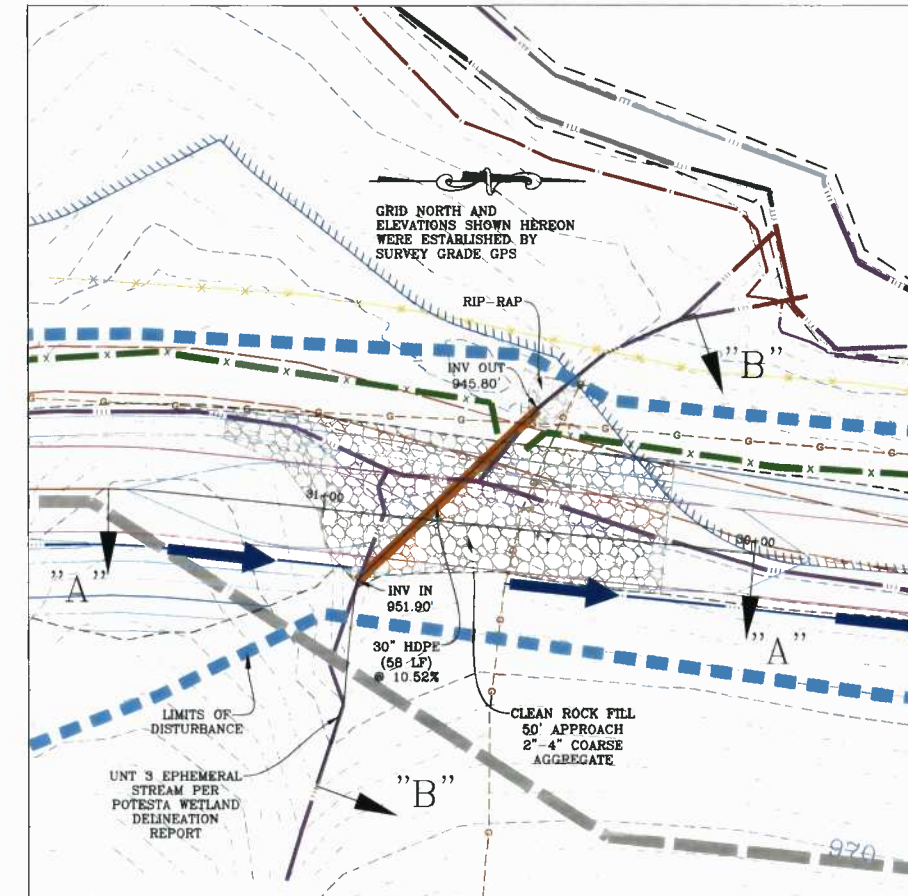 GRID NORTH AND
ELEVATIONS SHOWN HEREON
WERE ESTABLISHED BY
SURVEY GRADE GPS
RIP-RAP
INV OUT
945.80'
"B"
31+00
"A"
INV IN
951.90'
30" HDPE
(58 LF)
@ 10.52%
"A"
LIMITS OF
DISTURBANCE
CLEAN ROCK FILL
50' APPROACH
2"-4" COARSE
AGGREGATE
UNT 3 EPHEMERAL
STREAM PER
POTESTA WETLAND
DELINEATION
REPORT
"B"
970